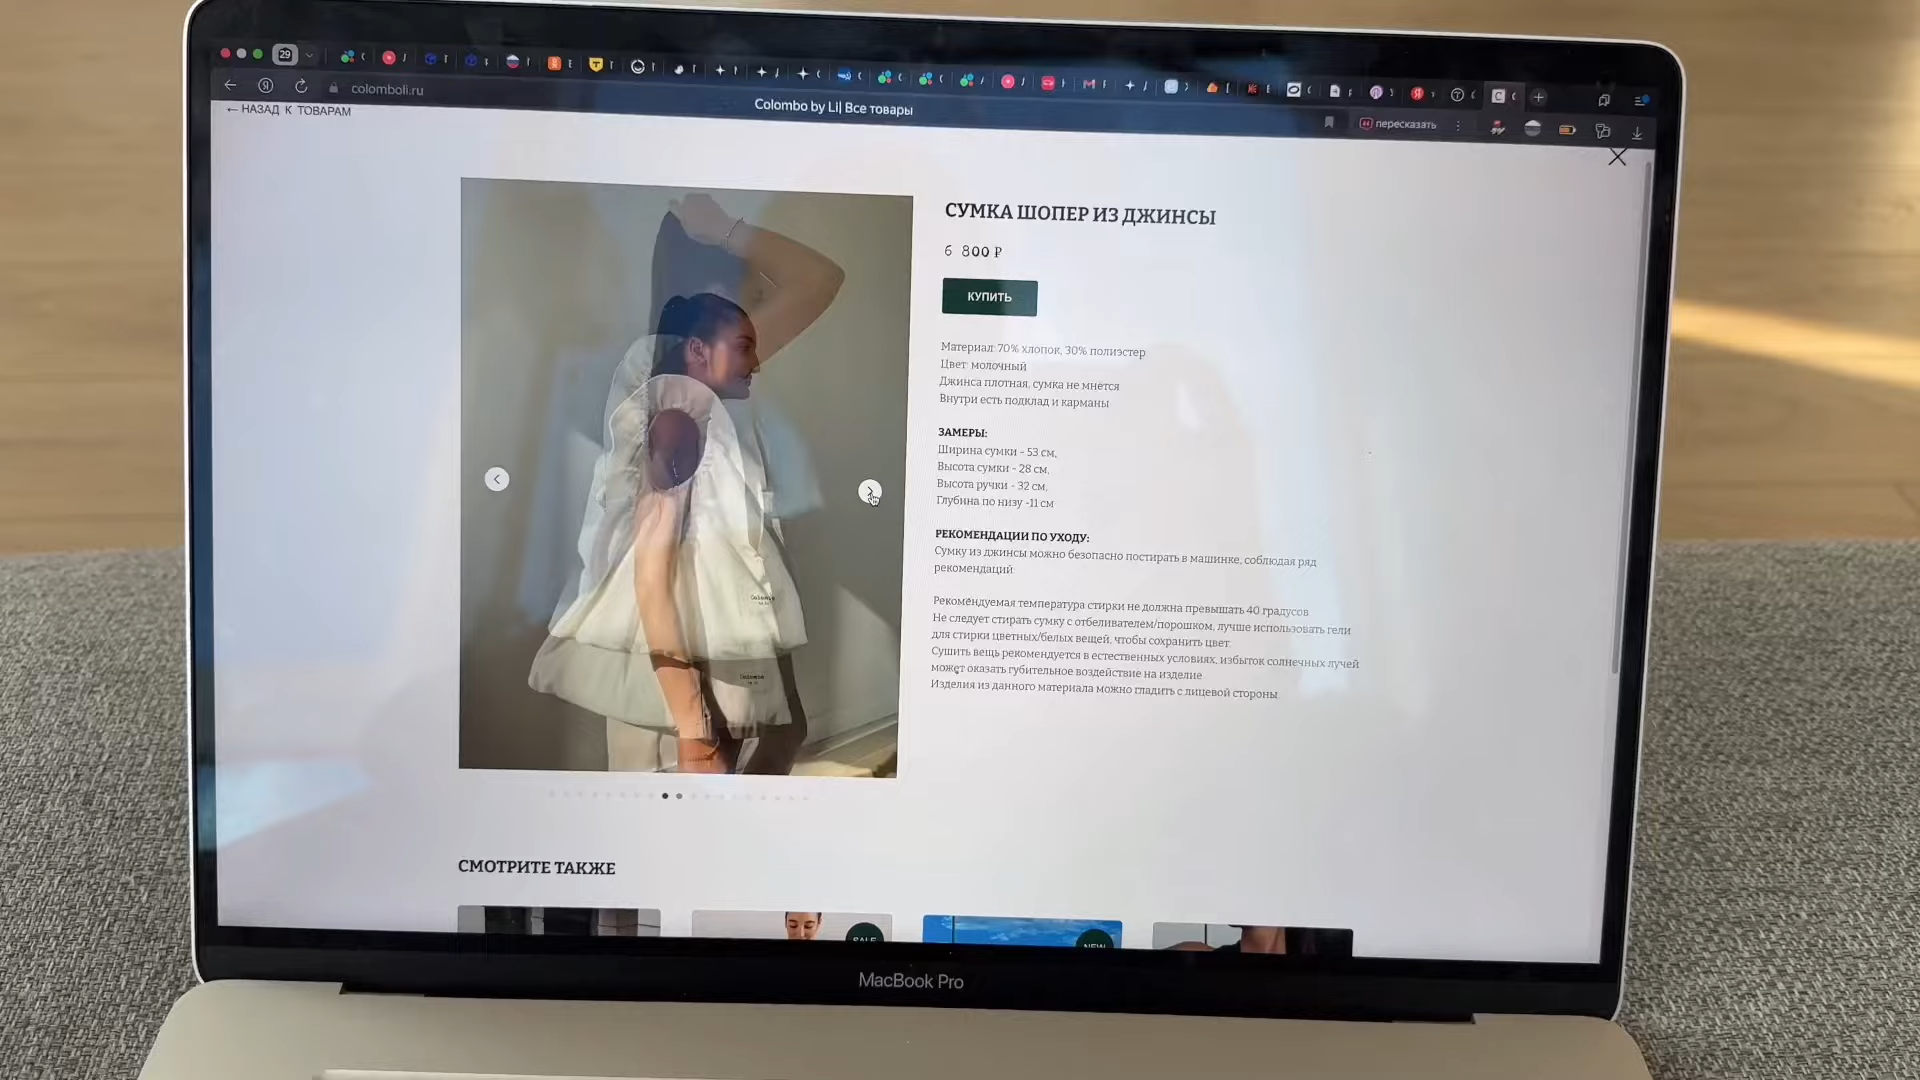 29
colomboli.ru
Colombo by Li| Все товары
пересказать
← НАЗАД К ТОВАРАМ
СУМКА ШОПЕР ИЗ ДЖИНСЫ
6 800 ₽
КУПИТЬ
Материал: 70% хлопок, 30% полиэстер
Цвет: молочный
Джинса плотная, сумка не мнется
Внутри есть подклад и карманы
ЗАМЕРЫ:
Ширина сумки - 53 см,
Высота сумки - 28 см,
Высота ручки - 32 см,
Глубина по низу -11 см
РЕКОМЕНДАЦИИ ПО УХОДУ:
Сумку из джинсы можно безопасно постирать в машинке, соблюдая ряд
рекомендаций:
Рекомендуемая температура стирки не должна превышать 40 градусов.
Не следует стирать сумку с отбеливателем/порошком, лучше использовать гели
для стирки цветных/белых вещей, чтобы сохранить цвет.
Сушить вещь рекомендуется в естественных условиях, избыток солнечных лучей
может оказать губительное воздействие на изделие.
Изделия из данного материала можно гладить с лицевой стороны.
Colombo
Colombo
СМОТРИТЕ ТАКЖЕ
SALE
NEW
MacBook Pro